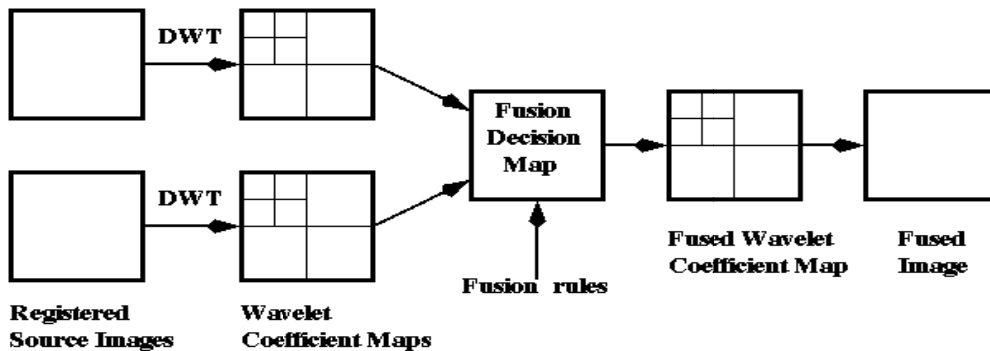 DWT
DWT
Fusion
Decision
Map
Fusion rules
Registered
Source Images
Wavelet
Coefficient Maps
Fused Wavelet
Coefficient Map
Fused
Image